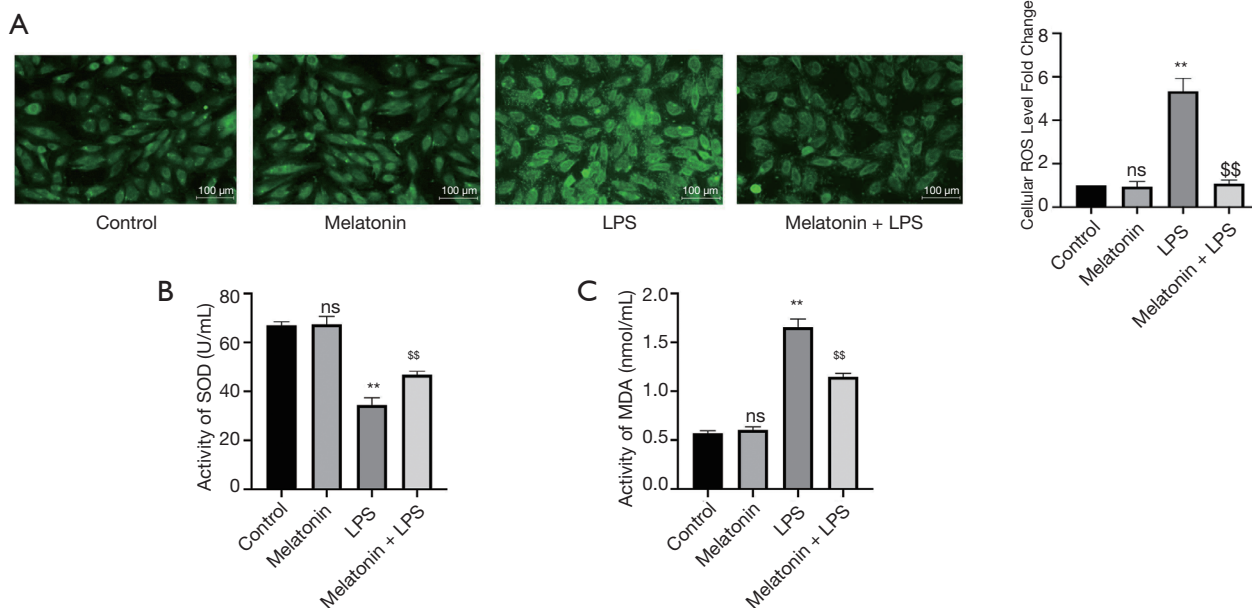 A
100 μm
100 μm
100 μm
100 μm
Control
Melatonin
LPS
Melatonin + LPS
Cellular ROS Level Fold Change
8
6
4
2
0
ns
**
$$
Control
Melatonin
LPS
Melatonin + LPS
B
Activity of SOD (U/mL)
80
60
40
20
0
ns
**
$$
Control
Melatonin
LPS
Melatonin + LPS
C
Activity of MDA (nmol/mL)
2.0
1.5
1.0
0.5
0.0
ns
**
$$
Control
Melatonin
LPS
Melatonin + LPS